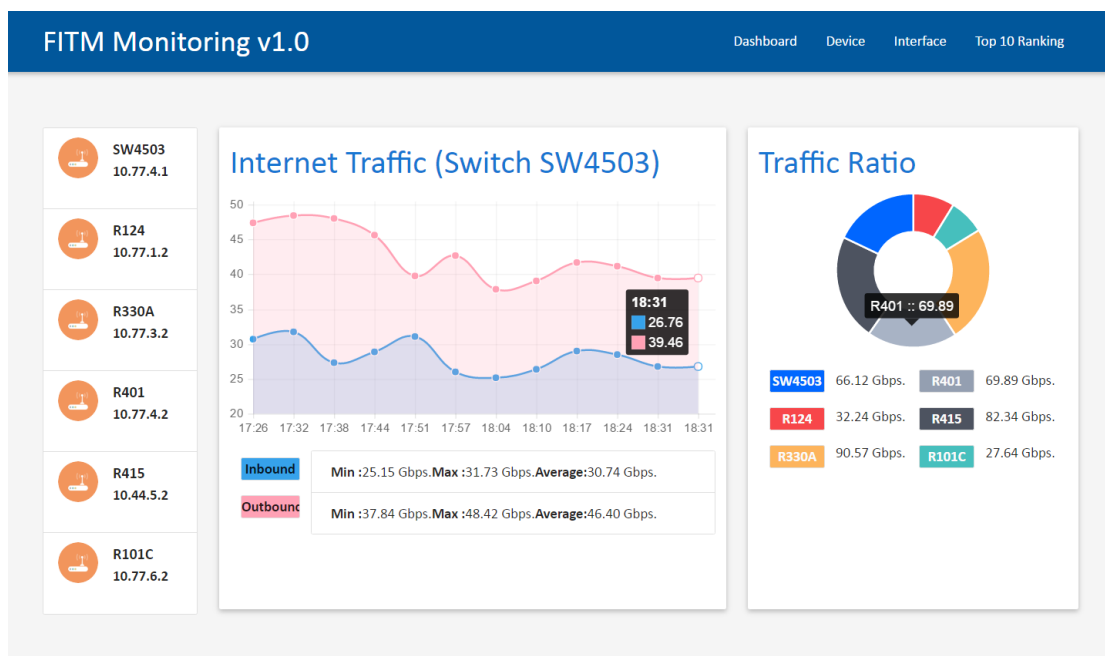 FITM Monitoring v1.0
Dashboard Device Interface Top 10 Ranking
SW4503
10.77.4.1
R124
10.77.1.2
R330A
10.77.3.2
R401
10.77.4.2
R415
10.44.5.2
R101C
10.77.6.2
Internet Traffic (Switch SW4503)
50
45
40
35
30
25
20
17:26 17:32 17:38 17:44 17:51 17:57 18:04 18:10 18:17 18:24 18:31 18:31
18:31
26.76
39.46
Inbound Min :25.15 Gbps.Max :31.73 Gbps.Average:30.74 Gbps.
Outbound Min :37.84 Gbps.Max :48.42 Gbps.Average:46.40 Gbps.
Traffic Ratio
R401 :: 69.89
SW4503 66.12 Gbps. R401 69.89 Gbps.
R124 32.24 Gbps. R415 82.34 Gbps.
R330A 90.57 Gbps. R101C 27.64 Gbps.